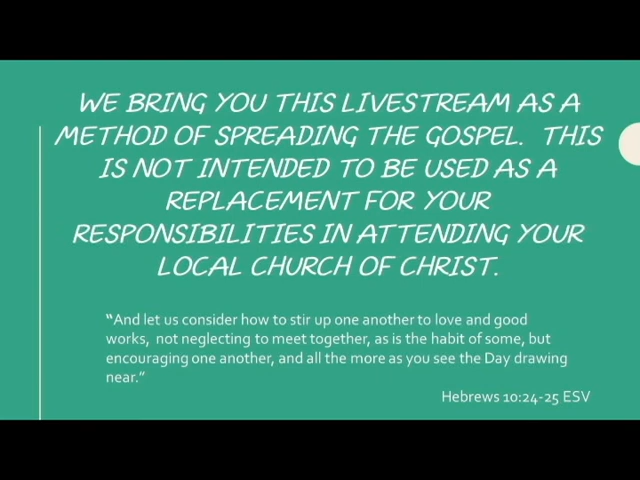 WE BRING YOU THIS LIVESTREAM AS A
METHOD OF SPREADING THE GOSPEL. THIS
IS NOT INTENDED TO BE USED AS A
REPLACEMENT FOR YOUR
RESPONSIBILITIES IN ATTENDING YOUR
LOCAL CHURCH OF CHRIST.
“And let us consider how to stir up one another to love and good
works, not neglecting to meet together, as is the habit of some, but
encouraging one another, and all the more as you see the Day drawing
near.”
Hebrews 10:24-25 ESV